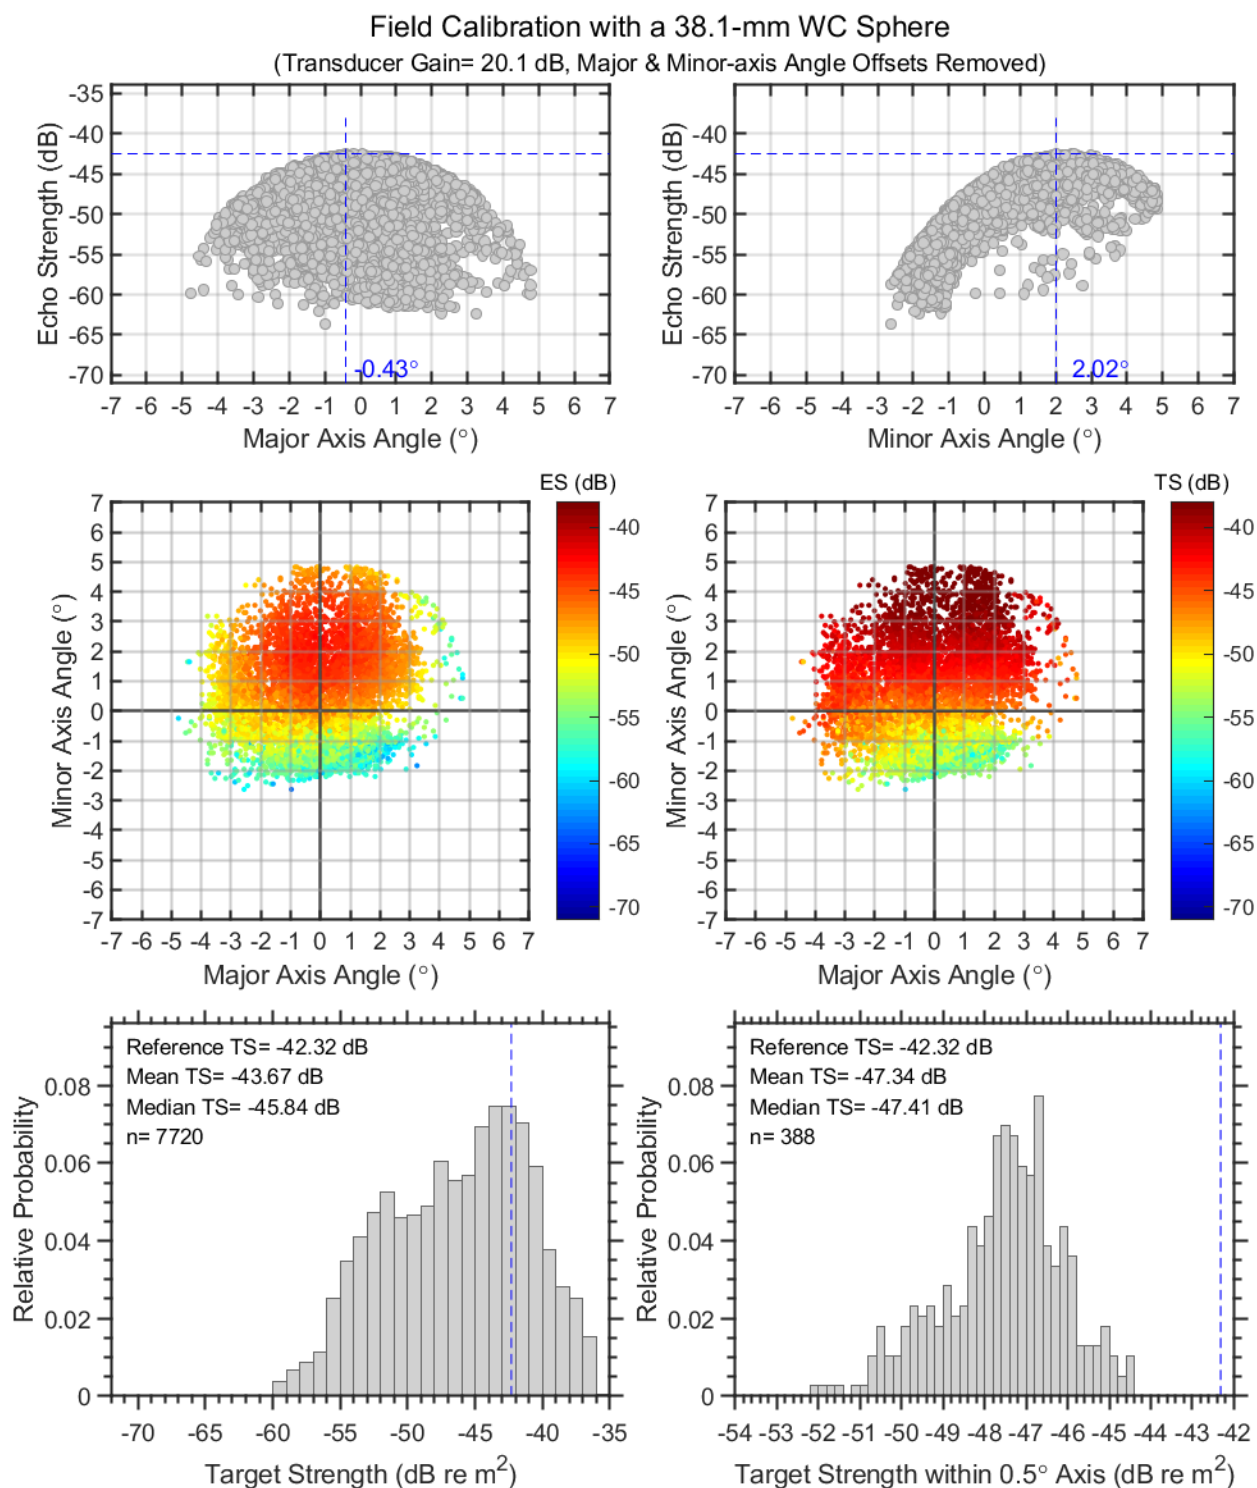 Field Calibration with a 38.1-mm WC Sphere
(Transducer Gain= 20.1 dB, Major & Minor-axis Angle Offsets Removed)
Echo Strength (dB)
-35
-40
-45
-50
-55
-60
-65
-70
-0.43°
-7 -6 -5 -4 -3 -2 -1 0 1 2 3 4 5 6 7
Major Axis Angle (°)
Echo Strength (dB)
-35
-40
-45
-50
-55
-60
-65
-70
2.02°
-7 -6 -5 -4 -3 -2 -1 0 1 2 3 4 5 6 7
Minor Axis Angle (°)
Minor Axis Angle (°)
7
6
5
4
3
2
1
0
-1
-2
-3
-4
-5
-6
-7
-7 -6 -5 -4 -3 -2 -1 0 1 2 3 4 5 6 7
Major Axis Angle (°)
ES (dB)
-40
-45
-50
-55
-60
-65
-70
Minor Axis Angle (°)
7
6
5
4
3
2
1
0
-1
-2
-3
-4
-5
-6
-7
-7 -6 -5 -4 -3 -2 -1 0 1 2 3 4 5 6 7
Major Axis Angle (°)
TS (dB)
-40
-45
-50
-55
-60
-65
-70
Relative Probability
0.08
0.06
0.04
0.02
0
Reference TS= -42.32 dB
Mean TS= -43.67 dB
Median TS= -45.84 dB
n= 7720
-70 -65 -60 -55 -50 -45 -40 -35
Target Strength (dB re m²)
Relative Probability
0.08
0.06
0.04
0.02
0
Reference TS= -42.32 dB
Mean TS= -47.34 dB
Median TS= -47.41 dB
n= 388
-54 -53 -52 -51 -50 -49 -48 -47 -46 -45 -44 -43 -42
Target Strength within 0.5° Axis (dB re m²)